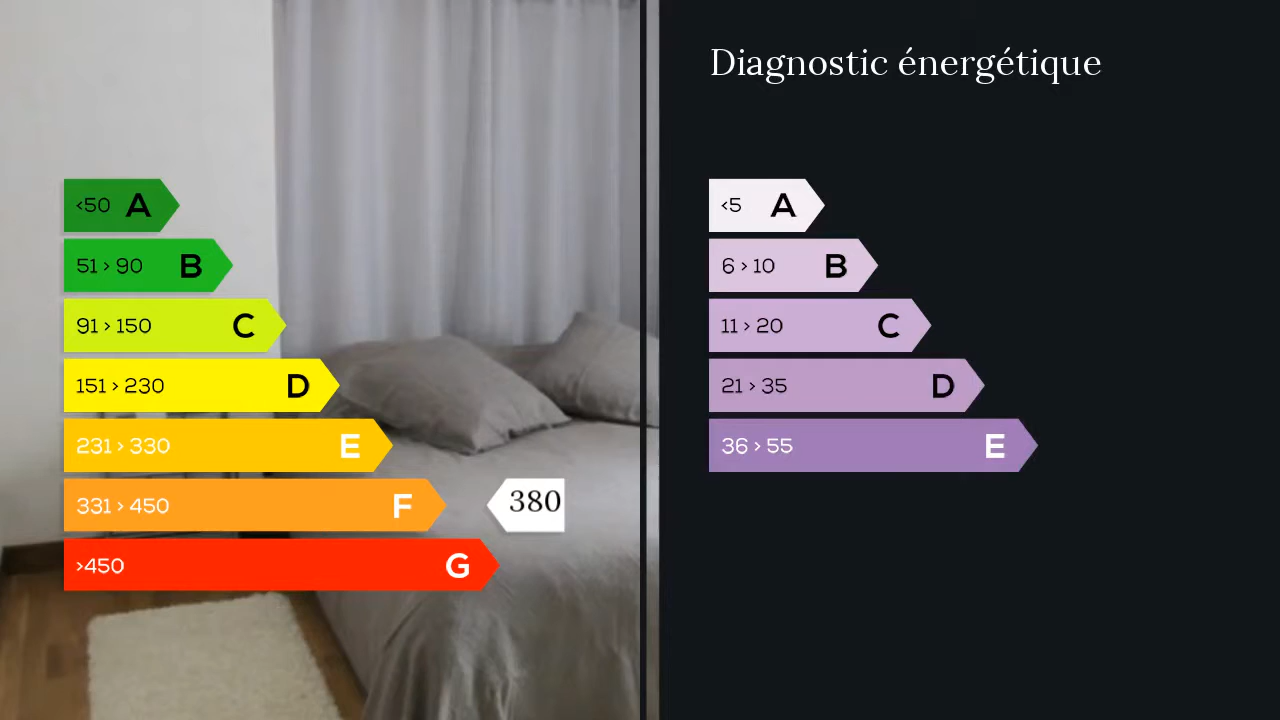 Diagnostic énergétique
<50 A
51 > 90 B
91 > 150 C
151 > 230 D
231 > 330 E
331 > 450 F
380
>450 G
<5 A
6 > 10 B
11 > 20 C
21 > 35 D
36 > 55 E